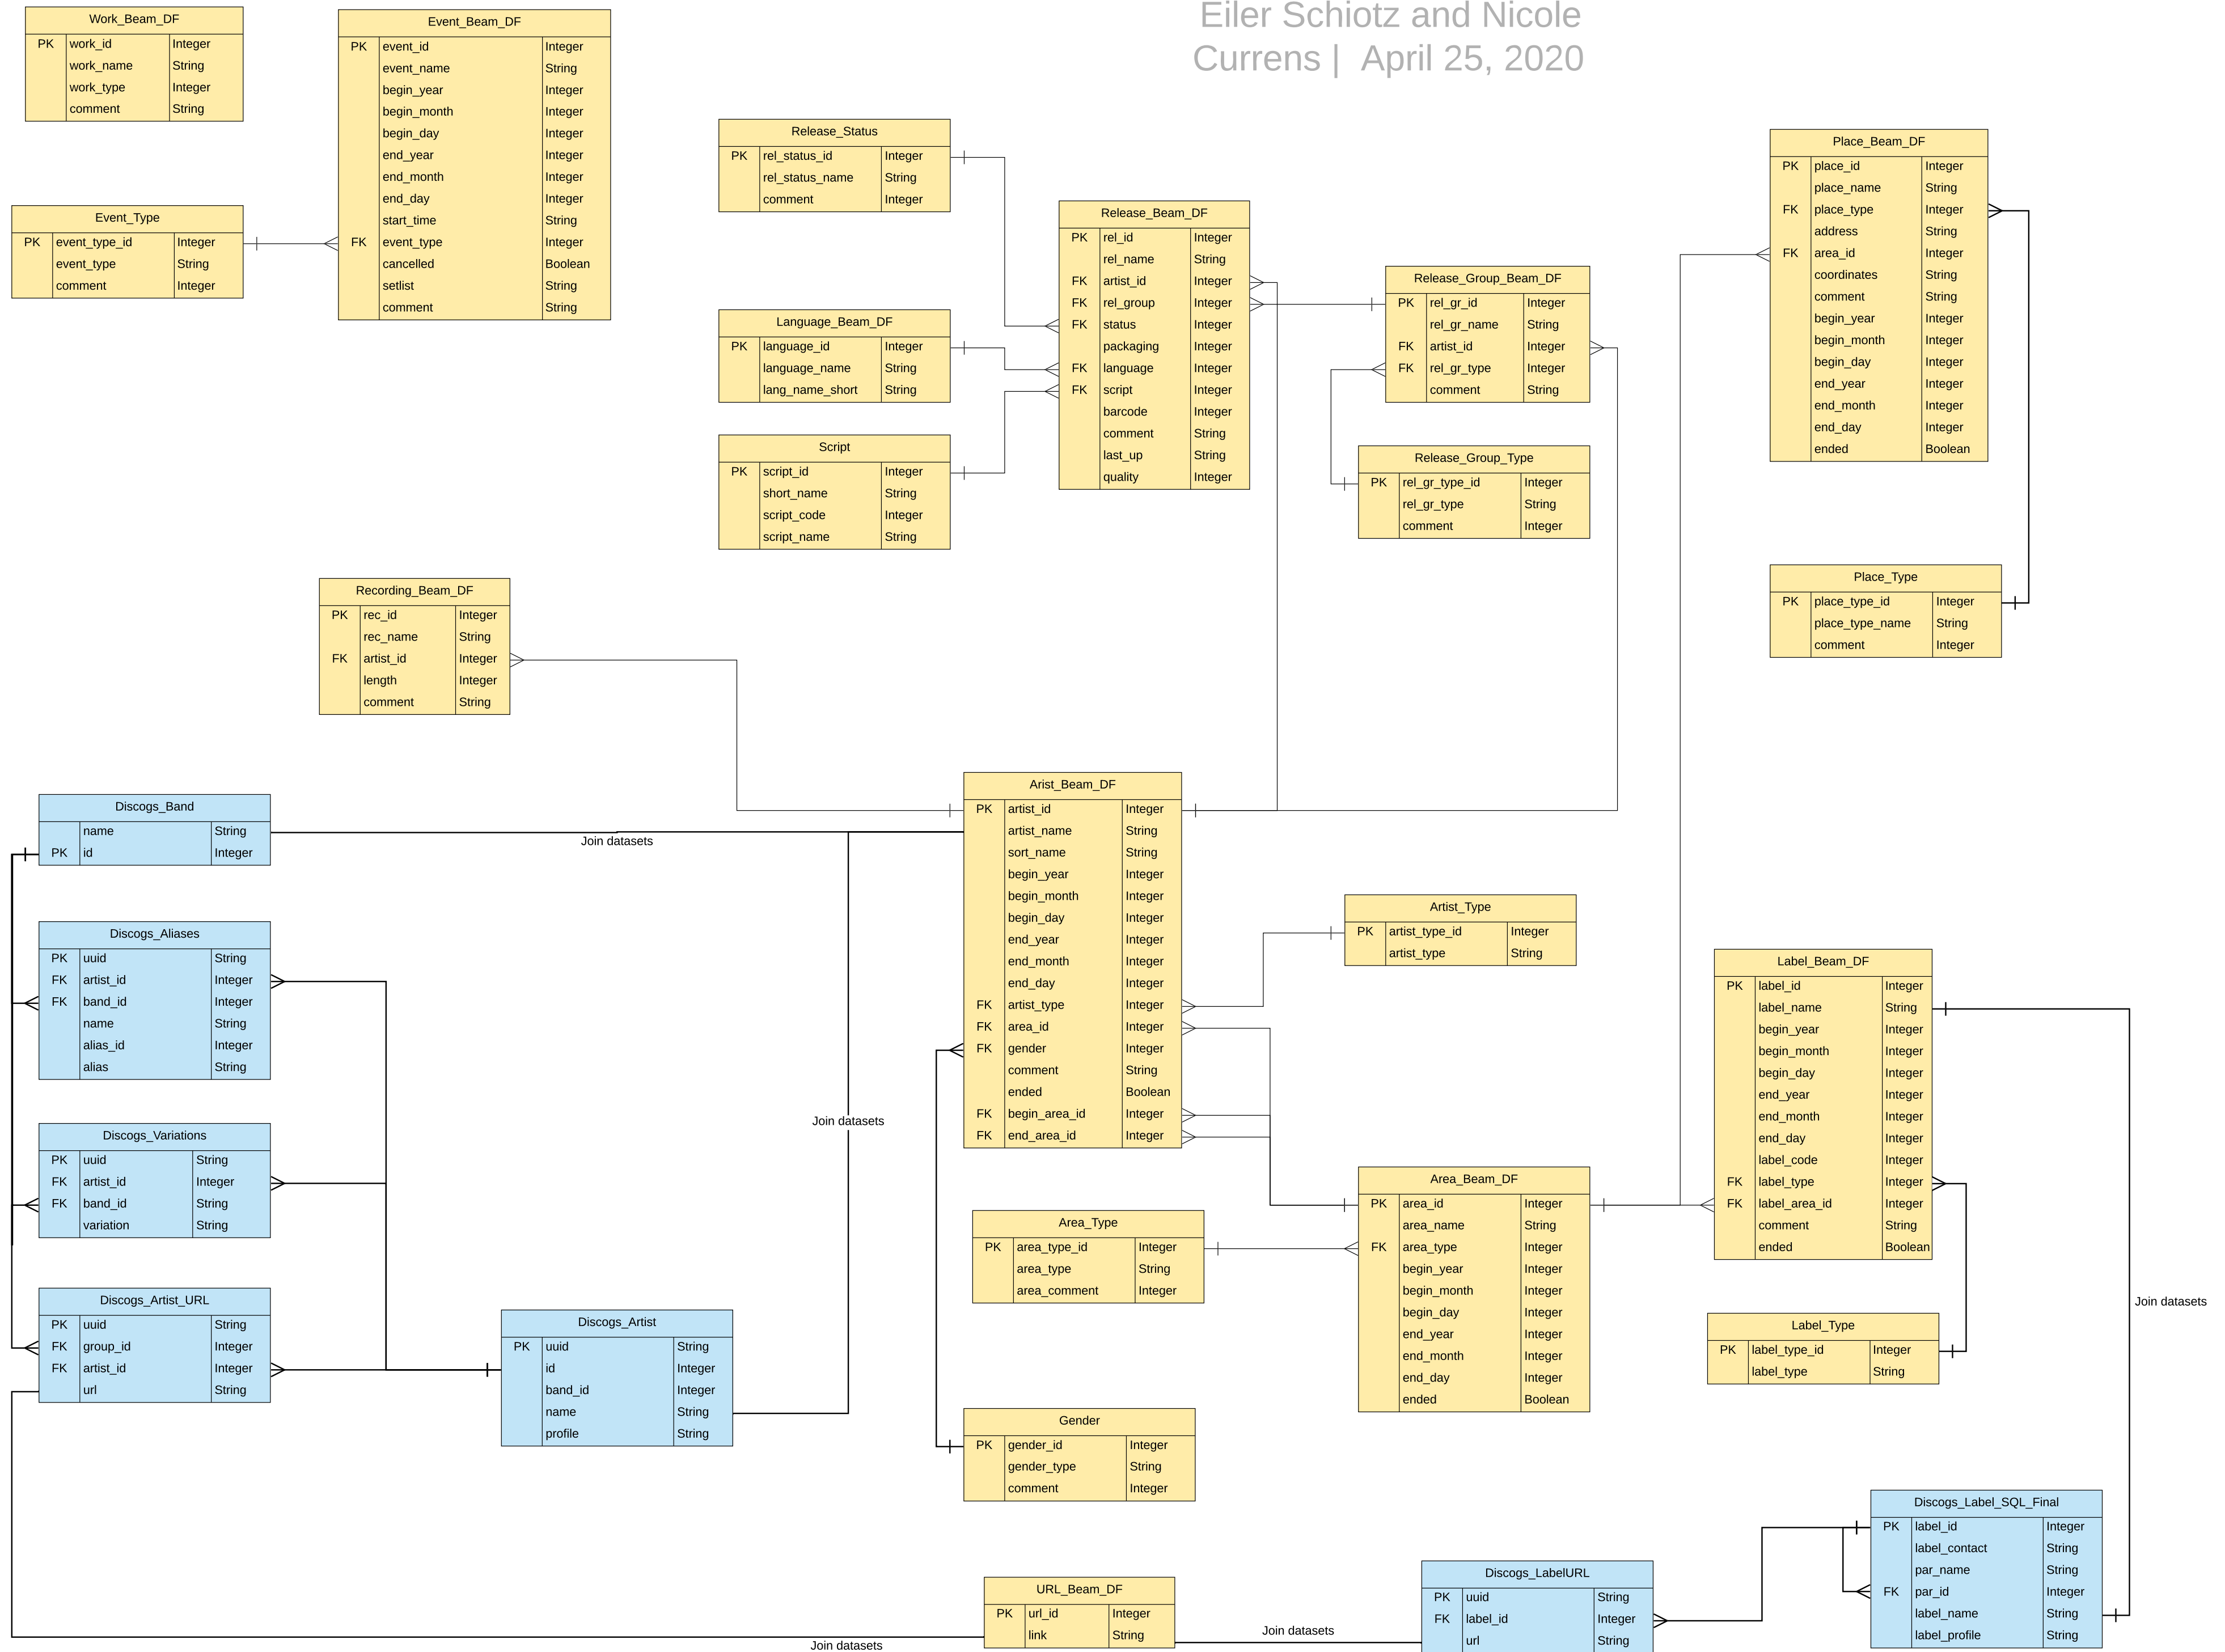 Eiler Schiotz and Nicole
Currens | April 25, 2020
Work_Beam_DF
PK work_id Integer
work_name String
work_type Integer
comment String
Event_Beam_DF
PK event_id Integer
event_name String
begin_year Integer
begin_month Integer
begin_day Integer
end_year Integer
end_month Integer
end_day Integer
start_time String
FK event_type Integer
cancelled Boolean
setlist String
comment String
Event_Type
PK event_type_id Integer
event_type String
comment Integer
Release_Status
PK rel_status_id Integer
rel_status_name String
comment Integer
Language_Beam_DF
PK language_id Integer
language_name String
lang_name_short String
Script
PK script_id Integer
short_name String
script_code Integer
script_name String
Release_Beam_DF
PK rel_id Integer
rel_name String
FK artist_id Integer
FK rel_group Integer
FK status Integer
packaging Integer
FK language Integer
FK script Integer
barcode Integer
comment String
last_up String
quality Integer
Release_Group_Beam_DF
PK rel_gr_id Integer
rel_gr_name String
FK artist_id Integer
FK rel_gr_type Integer
comment String
Release_Group_Type
PK rel_gr_type_id Integer
rel_gr_type String
comment Integer
Place_Beam_DF
PK place_id Integer
place_name String
FK place_type Integer
address String
FK area_id Integer
coordinates String
comment String
begin_year Integer
begin_month Integer
begin_day Integer
end_year Integer
end_month Integer
end_day Integer
ended Boolean
Place_Type
PK place_type_id Integer
place_type_name String
comment Integer
Recording_Beam_DF
PK rec_id Integer
rec_name String
FK artist_id Integer
length Integer
comment String
Discogs_Band
name String
PK id Integer
Join datasets
Discogs_Aliases
PK uuid String
FK artist_id Integer
FK band_id Integer
name String
alias_id Integer
alias String
Discogs_Variations
PK uuid String
FK artist_id Integer
FK band_id String
variation String
Discogs_Artist_URL
PK uuid String
FK group_id Integer
FK artist_id Integer
url String
Discogs_Artist
PK uuid String
id Integer
band_id Integer
name String
profile String
Join datasets
Arist_Beam_DF
PK artist_id Integer
artist_name String
sort_name String
begin_year Integer
begin_month Integer
begin_day Integer
end_year Integer
end_month Integer
end_day Integer
FK artist_type Integer
FK area_id Integer
FK gender Integer
comment String
ended Boolean
FK begin_area_id Integer
FK end_area_id Integer
Artist_Type
PK artist_type_id Integer
artist_type String
Area_Type
PK area_type_id Integer
area_type String
area_comment Integer
Area_Beam_DF
PK area_id Integer
area_name String
FK area_type Integer
begin_year Integer
begin_month Integer
begin_day Integer
end_year Integer
end_month Integer
end_day Integer
ended Boolean
Label_Beam_DF
PK label_id Integer
label_name String
begin_year Integer
begin_month Integer
begin_day Integer
end_year Integer
end_month Integer
end_day Integer
label_code Integer
FK label_type Integer
FK label_area_id Integer
comment String
ended Boolean
Join datasets
Label_Type
PK label_type_id Integer
label_type String
Gender
PK gender_id Integer
gender_type String
comment Integer
Discogs_Label_SQL_Final
PK label_id Integer
label_contact String
par_name String
FK par_id Integer
label_name String
label_profile String
URL_Beam_DF
PK url_id Integer
link String
Join datasets
Join datasets
Discogs_LabelURL
PK uuid String
FK label_id Integer
url String